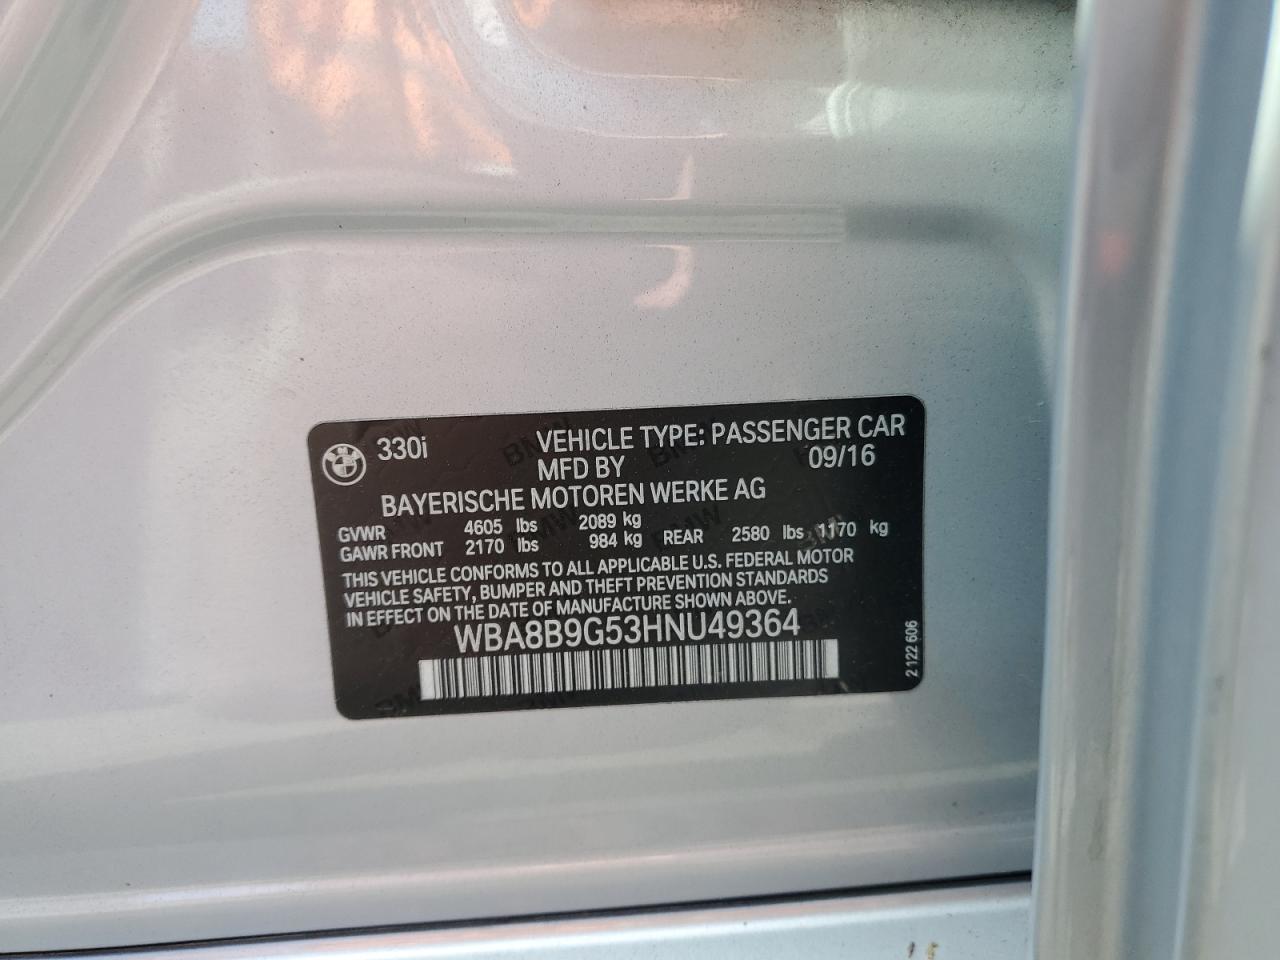 330i VEHICLE TYPE: PASSENGER CAR
MFD BY 09/16
BAYERISCHE MOTOREN WERKE AG
GVWR 4605 lbs 2089 kg
GAWR FRONT 2170 lbs 984 kg REAR 2580 lbs 1170 kg
THIS VEHICLE CONFORMS TO ALL APPLICABLE U.S. FEDERAL MOTOR
VEHICLE SAFETY, BUMPER AND THEFT PREVENTION STANDARDS
IN EFFECT ON THE DATE OF MANUFACTURE SHOWN ABOVE.
WBA8B9G53HNU49364
2 122 606